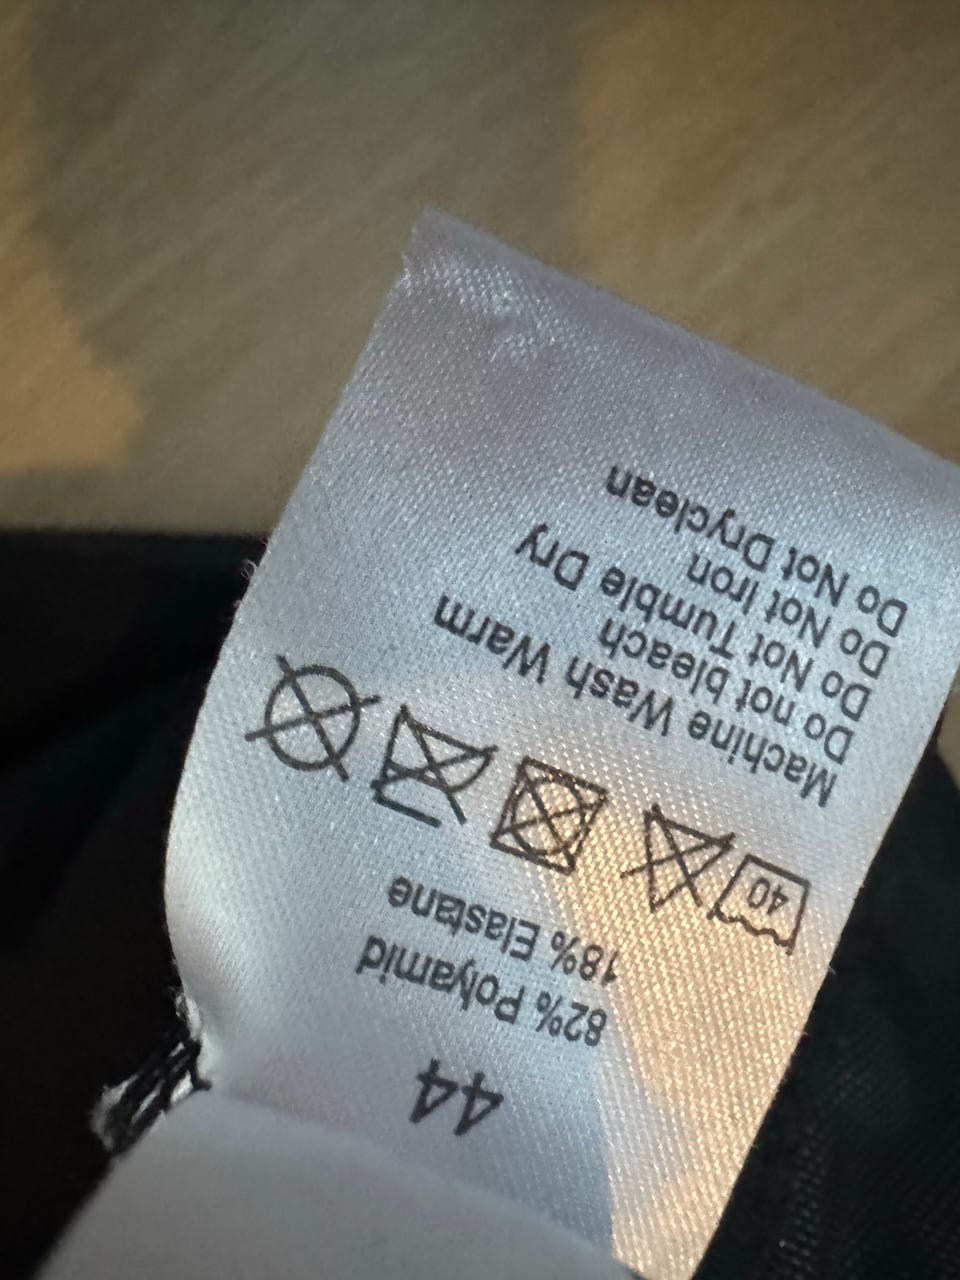 44
82% Polyamid
18% Elastane
40
Machine Wash Warm
Do not bleach
Do Not Tumble Dry
Do Not Iron
Do Not Dryclean